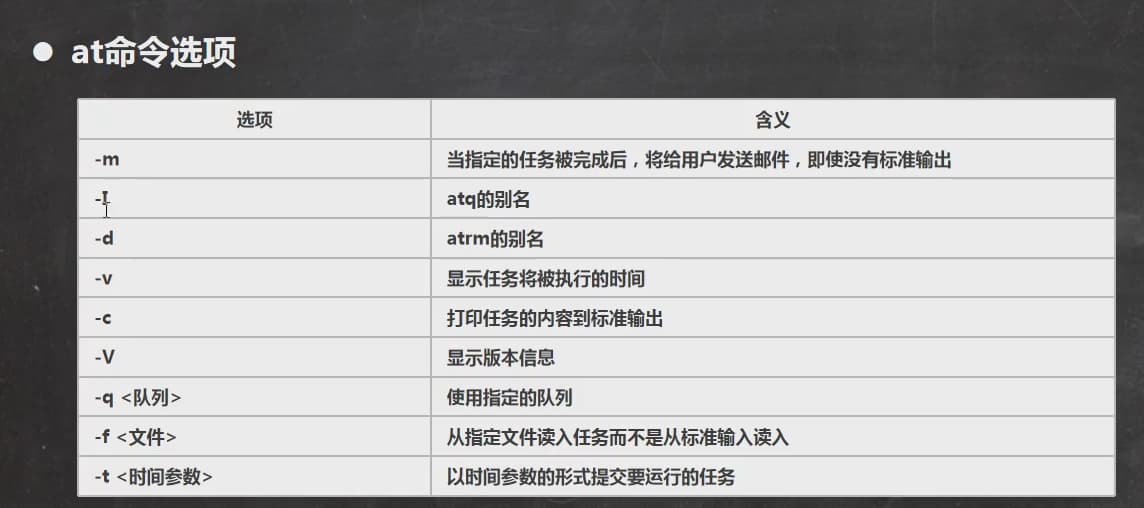 at命令选项
选项 含义
-m 当指定的任务被完成后，将给用户发送邮件，即使没有标准输出
-I atq的别名
-d atrm的别名
-v 显示任务将被执行的时间
-c 打印任务的内容到标准输出
-V 显示版本信息
-q <队列> 使用指定的队列
-f <文件> 从指定文件读入任务而不是从标准输入读入
-t <时间参数> 以时间参数的形式提交要运行的任务